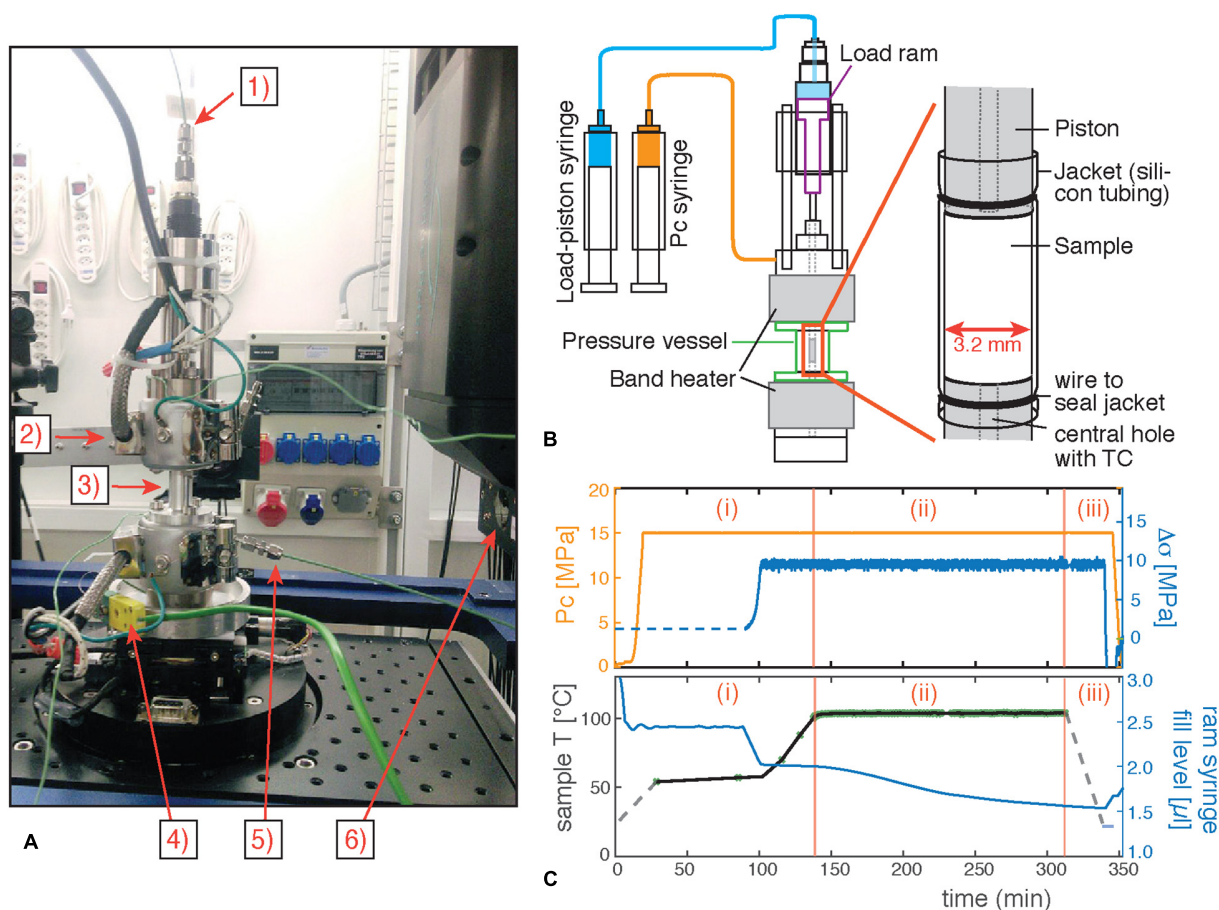 1)
2)
3)
4)
5)
6)
A
Load-piston syringe
Pc syringe
Load ram
Pressure vessel
Band heater
Piston
Jacket (sili-
con tubing)
Sample
3.2 mm
wire to
seal jacket
central hole
with TC
B
20
15
10
5
0
Pc [MPa]
(i)
(ii)
(iii)
15
10
5
0
Δσ [MPa]
100
50
0
sample T [°C]
(i)
(ii)
(iii)
3.0
2.5
2.0
1.5
1.0
ram syringe
fill level [µl]
0 50 100 150 200 250 300 350
time (min)
C